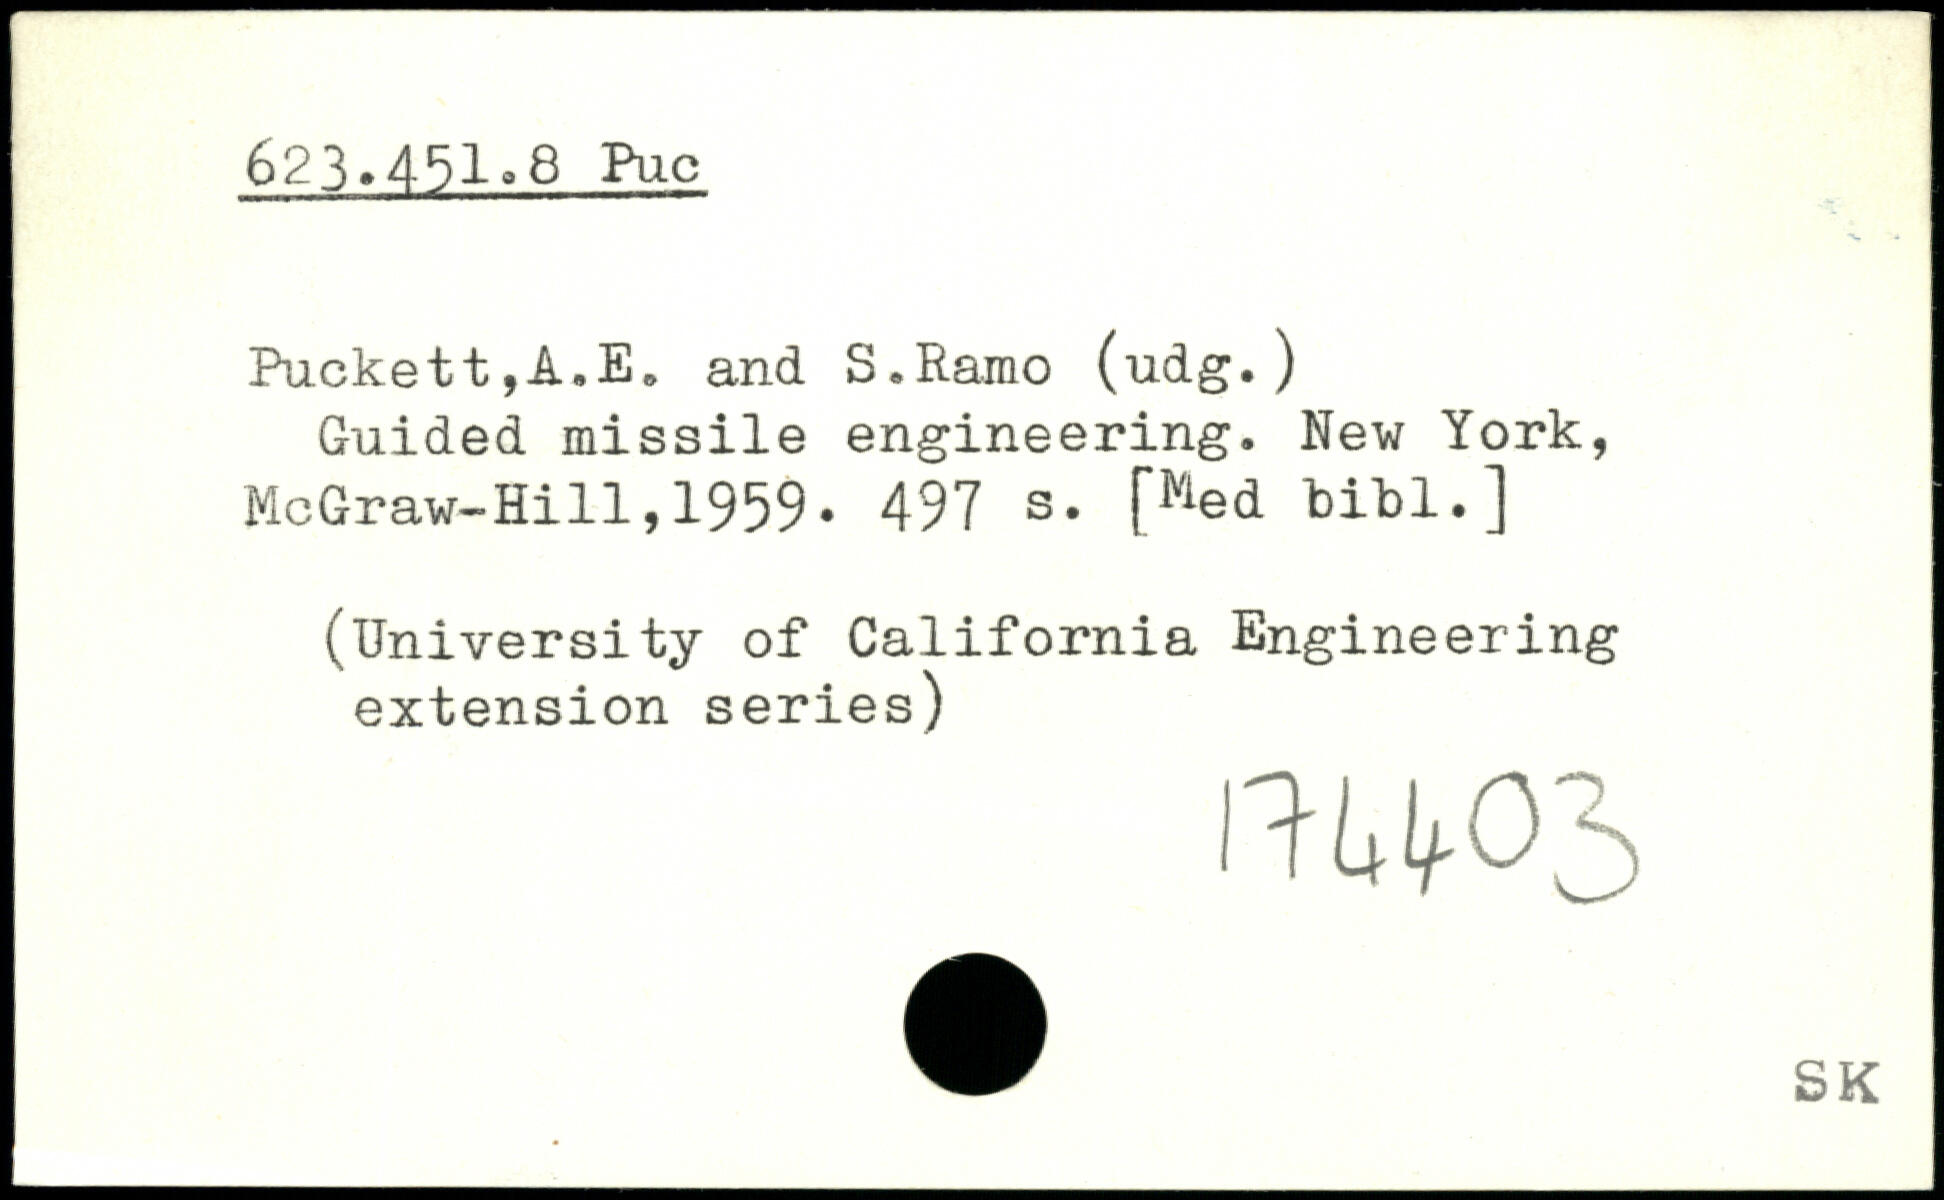 623.451.8 Puc
Puckett,A.E. and S.Ramo (udg.)
Guided missile engineering. New York,
McGraw-Hill,1959. 497 s. [Med bibl.]
(University of California Engineering
extension series)
174403
SK